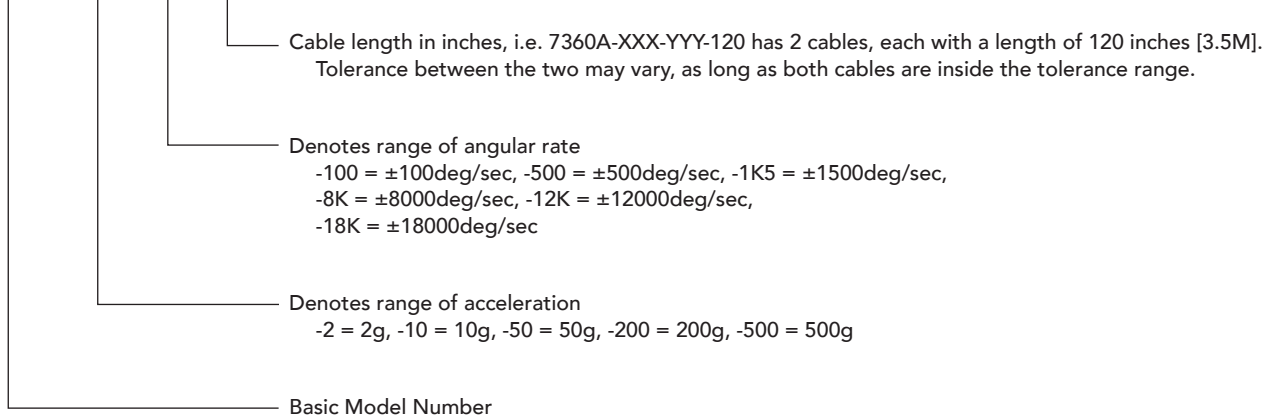 Cable length in inches, i.e. 7360A-XXX-YYY-120 has 2 cables, each with a length of 120 inches [3.5M].
Tolerance between the two may vary, as long as both cables are inside the tolerance range.
Denotes range of angular rate
-100 = ±100deg/sec, -500 = ±500deg/sec, -1K5 = ±1500deg/sec,
-8K = ±8000deg/sec, -12K = ±12000deg/sec,
-18K = ±18000deg/sec
Denotes range of acceleration
-2 = 2g, -10 = 10g, -50 = 50g, -200 = 200g, -500 = 500g
Basic Model Number